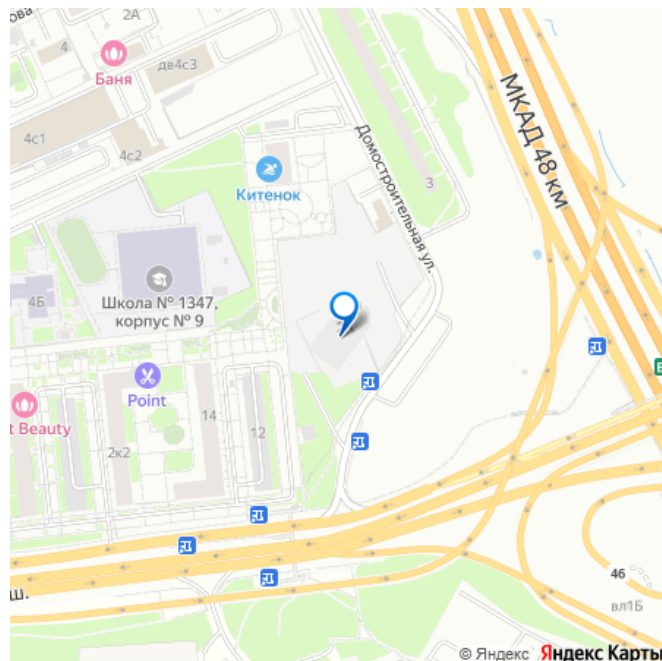 ова
2А
4
Баня
дв4с3
4с1
4с2
Домостроительная ул.
МКАД 48 км
Китенок
3
4Б
Школа № 1347,
корпус № 9
Point
t Beauty
14
12
2к2
Е
46
вл1Б
ш.
© Яндекс Яндекс Карты